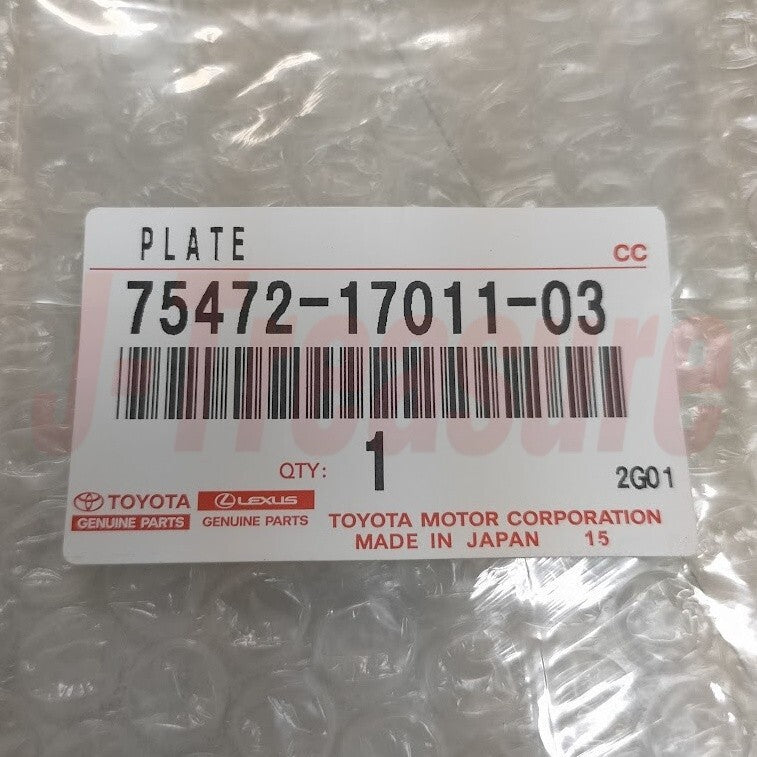 PLATE
CC
75472-17011-03
J-Treasure
QTY: 1
2G01
TOYOTA
GENUINE PARTS
LEXUS
GENUINE PARTS
TOYOTA MOTOR CORPORATION
MADE IN JAPAN 15